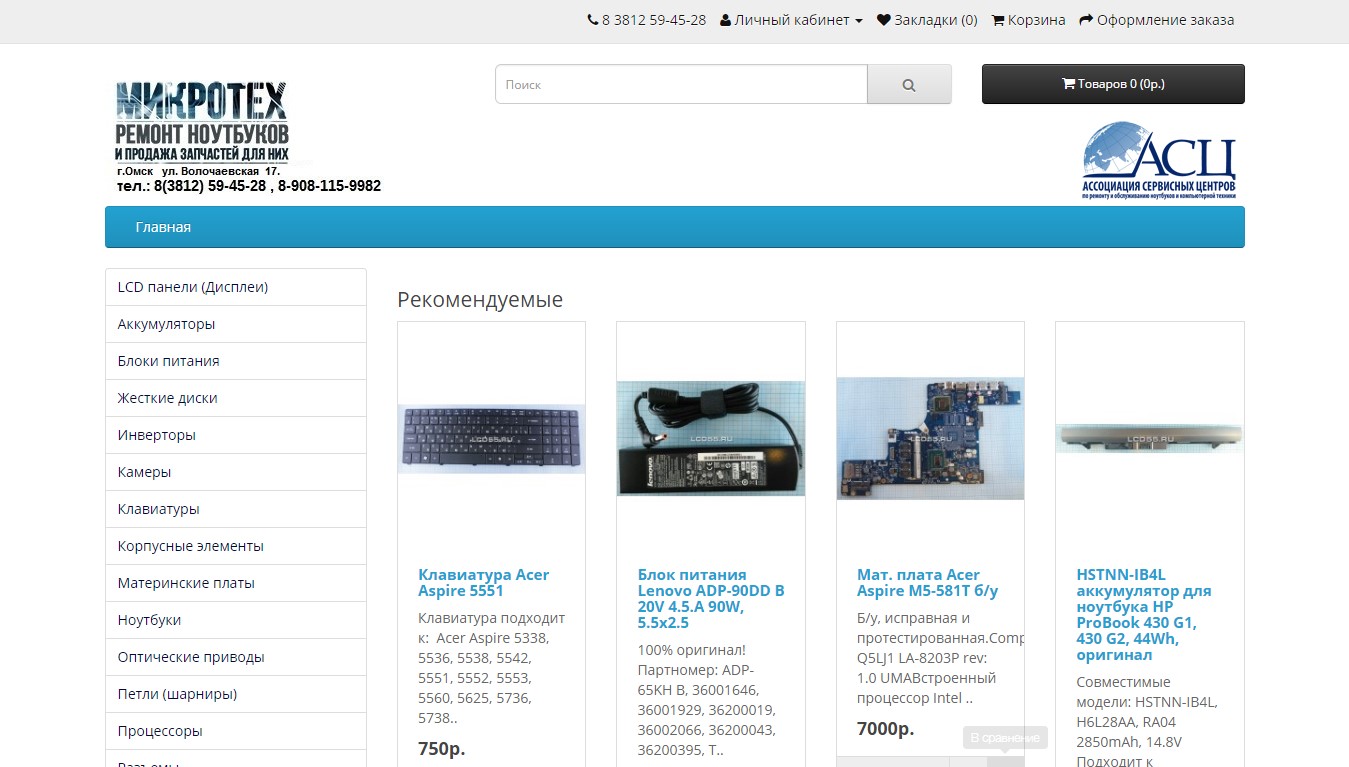 8 3812 59-45-28 Личный кабинет Закладки (0) Корзина Оформление заказа
Поиск
Товаров 0 (0р.)
МИКРОТЕХ
РЕМОНТ НОУТБУКОВ
И ПРОДАЖА ЗАПЧАСТЕЙ ДЛЯ НИХ
г.Омск ул. Волочаевская 17.
тел.: 8(3812) 59-45-28 , 8-908-115-9982
АСЦ
АССОЦИАЦИЯ СЕРВИСНЫХ ЦЕНТРОВ
по ремонту и обслуживанию ноутбуков и компьютерной техники
Главная
LCD панели (Дисплеи)
Аккумуляторы
Блоки питания
Жесткие диски
Инверторы
Камеры
Клавиатуры
Корпусные элементы
Материнские платы
Ноутбуки
Оптические приводы
Петли (шарниры)
Процессоры
Разъемы
Рекомендуемые
LCD55.RU
Клавиатура Acer
Aspire 5551
Клавиатура подходит
к: Acer Aspire 5338,
5536, 5538, 5542,
5551, 5552, 5553,
5560, 5625, 5736,
5738..
750р.
LCD55.RU
lenovo
Блок питания
Lenovo ADP-90DD B
20V 4.5.A 90W,
5.5x2.5
100% оригинал!
Партномер: ADP-
65KH B, 36001646,
36001929, 36200019,
36002066, 36200043,
36200395, T..
LCD55.RU
Мат. плата Acer
Aspire M5-581T б/у
Б/у, исправная и
протестированная.Comp
Q5LJ1 LA-8203P rev:
1.0 UMAВстроенный
процессор Intel ..
7000р.
В сравнение
LCD55.RU
HSTNN-IB4L
аккумулятор для
ноутбука HP
ProBook 430 G1,
430 G2, 44Wh,
оригинал
Совместимые
модели: HSTNN-IB4L,
H6L28AA, RA04
2850mAh, 14.8V
Подходит к